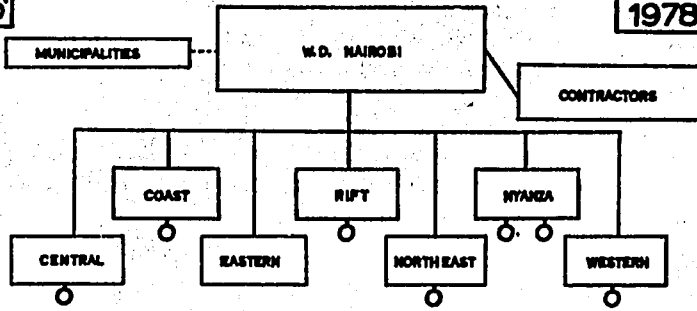 1978
MUNICIPALITIES
W.D. NAIROBI
CONTRACTORS
COAST
RIFT
NYANZA
CENTRAL
EASTERN
NORTH EAST
WESTERN